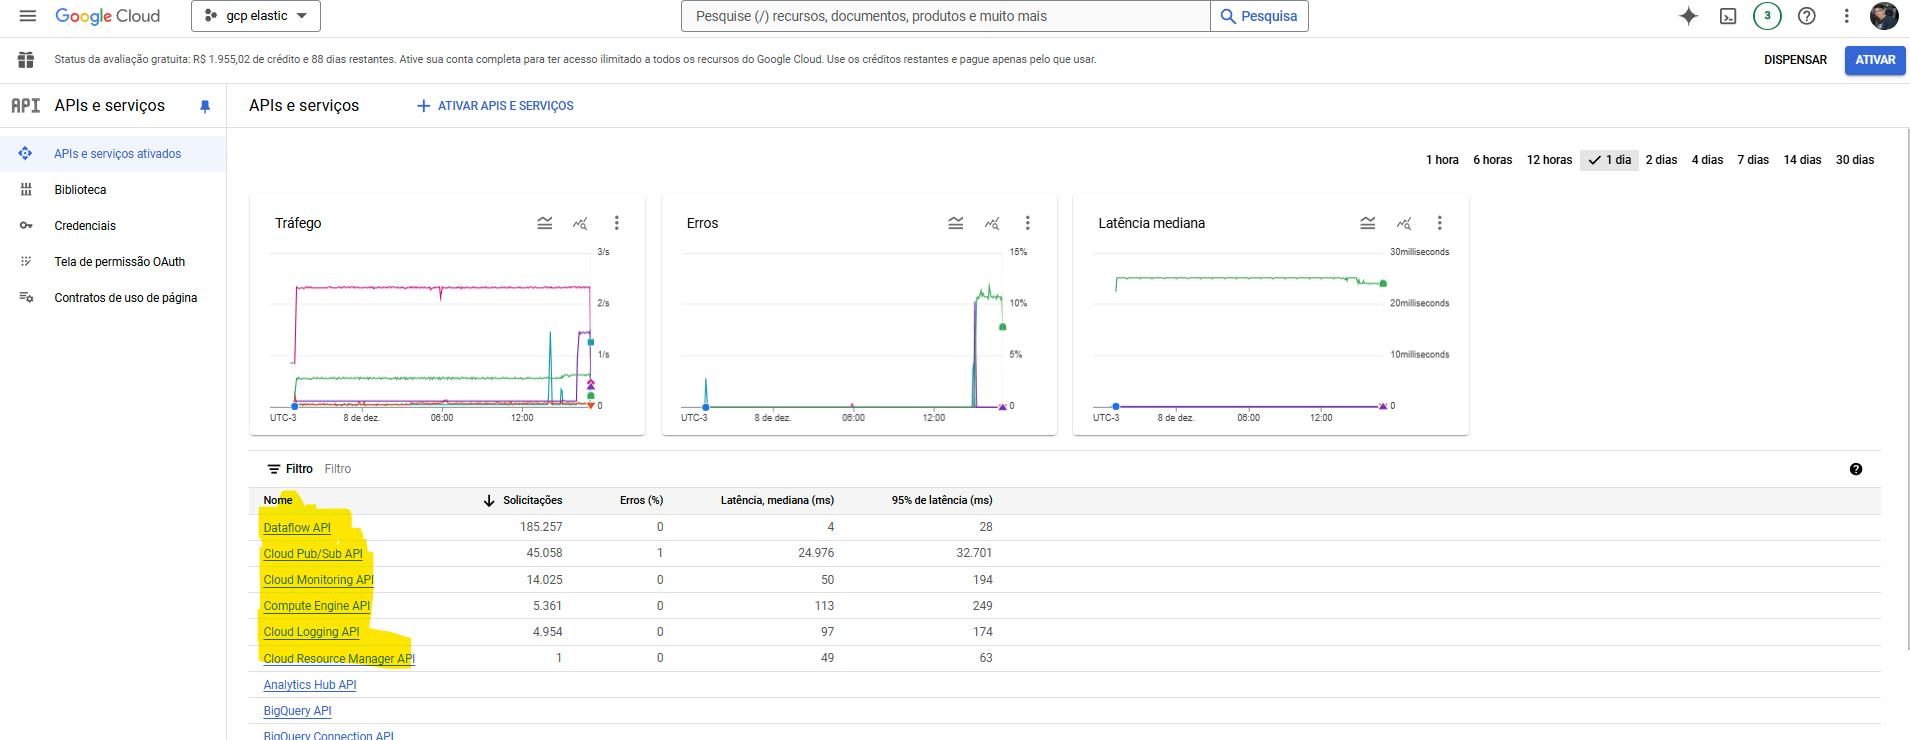 Google Cloud
gcp elastic
Pesquise (/) recursos, documentos, produtos e muito mais
Pesquisa
3
Status da avaliação gratuita: R$ 1.955,02 de crédito e 88 dias restantes. Ative sua conta completa para ter acesso ilimitado a todos os recursos do Google Cloud. Use os créditos restantes e pague apenas pelo que usar.
DISPENSAR
ATIVAR
API
APIs e serviços
APIs e serviços ativados
Biblioteca
Credenciais
Tela de permissão OAuth
Contratos de uso de página
APIs e serviços
ATIVAR APIS E SERVIÇOS
1 hora 6 horas 12 horas 1 dia 2 dias 4 dias 7 dias 14 dias 30 dias
Tráfego
3/s
2/s
1/s
0
UTC-3 8 de dez. 06:00 12:00
Erros
15%
10%
5%
0
UTC-3 8 de dez. 06:00 12:00
Latência mediana
30milliseconds
20milliseconds
10milliseconds
0
UTC-3 8 de dez. 06:00 12:00
Filtro Filtro
Nome Solicitações Erros (%) Latência, mediana (ms) 95% de latência (ms)
Dataflow API 185.257 0 4 28
Cloud Pub/Sub API 45.058 1 24.976 32.701
Cloud Monitoring API 14.025 0 50 194
Compute Engine API 5.361 0 113 249
Cloud Logging API 4.954 0 97 174
Cloud Resource Manager API 1 0 49 63
Analytics Hub API
BigQuery API
BigQuery Connection API